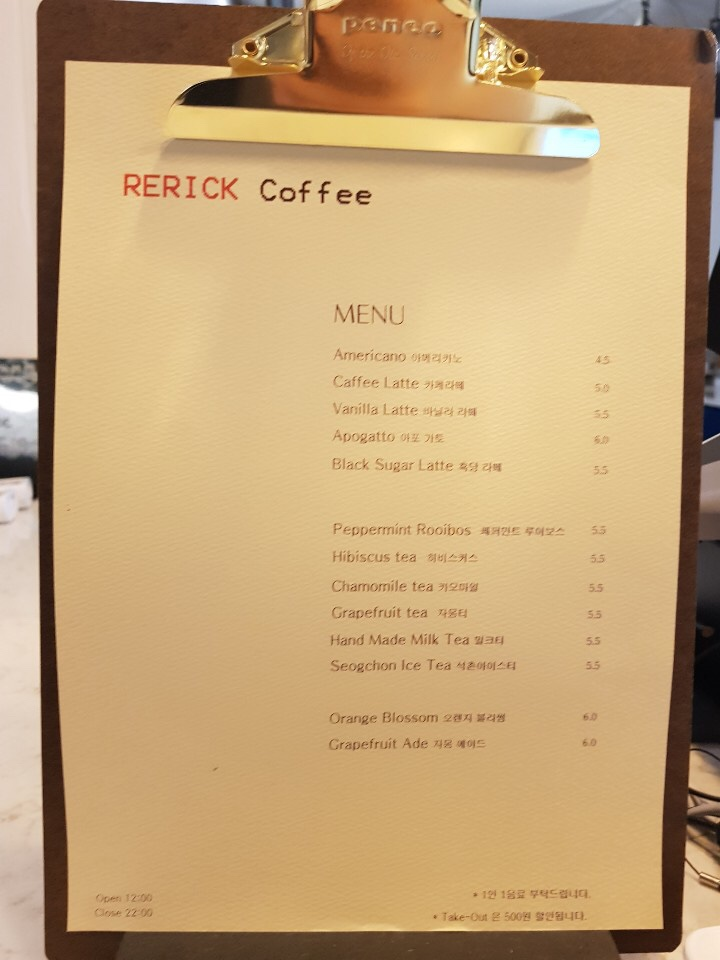 penco
RERICK Coffee
MENU
Americano 아메리카노 4.5
Caffee Latte 카페라떼 5.0
Vanilla Latte 바닐라 라떼 5.5
Apogatto 아포 가토 6.0
Black Sugar Latte 흑당 라떼 5.5
Peppermint Rooibos 페퍼민트 루이보스 5.5
Hibiscus tea 히비스커스 5.5
Chamomile tea 카모마일 5.5
Grapefruit tea 자몽티 5.5
Hand Made Milk Tea 밀크티 5.5
Seogchon Ice Tea 석촌아이스티 5.5
Orange Blossom 오렌지 블라썸 6.0
Grapefruit Ade 자몽 에이드 6.0
Open 12:00
Close 22:00
* 1인 1음료 부탁드립니다.
* Take-Out 은 500원 할인됩니다.